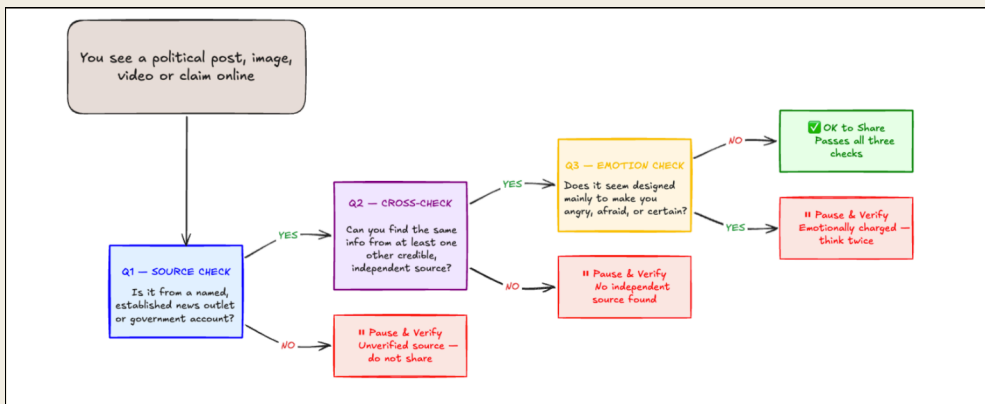 You see a political post, image,
video or claim online
Q1 — SOURCE CHECK
Is it from a named,
established news outlet
or government account?
YES
NO
⏸ Pause & Verify
Unverified source —
do not share
Q2 — CROSS-CHECK
Can you find the same
info from at least one
other credible,
independent source?
YES
NO
⏸ Pause & Verify
No independent
source found
Q3 — EMOTION CHECK
Does it seem designed
mainly to make you
angry, afraid, or certain?
NO
YES
✅ OK to Share
Passes all three
checks
⏸ Pause & Verify
Emotionally charged —
think twice